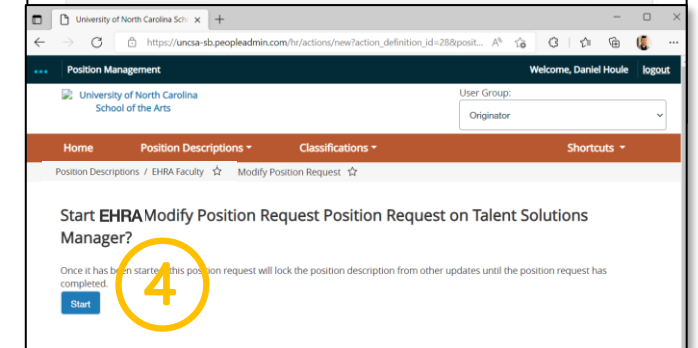 University of North Carolina Sch
https://uncsa-sb.peopleadmin.com/hr/actions/new?action_definition_id=28&posit...
Position Management
Welcome, Daniel Houle
logout
University of North Carolina
School of the Arts
User Group:
Originator
Home
Position Descriptions
Classifications
Shortcuts
Position Descriptions / EHRA Faculty
Modify Position Request
Start EHRA Modify Position Request Position Request on Talent Solutions
Manager?
Once it has been started, this position request will lock the position description from other updates until the position request has
completed.
Start
4